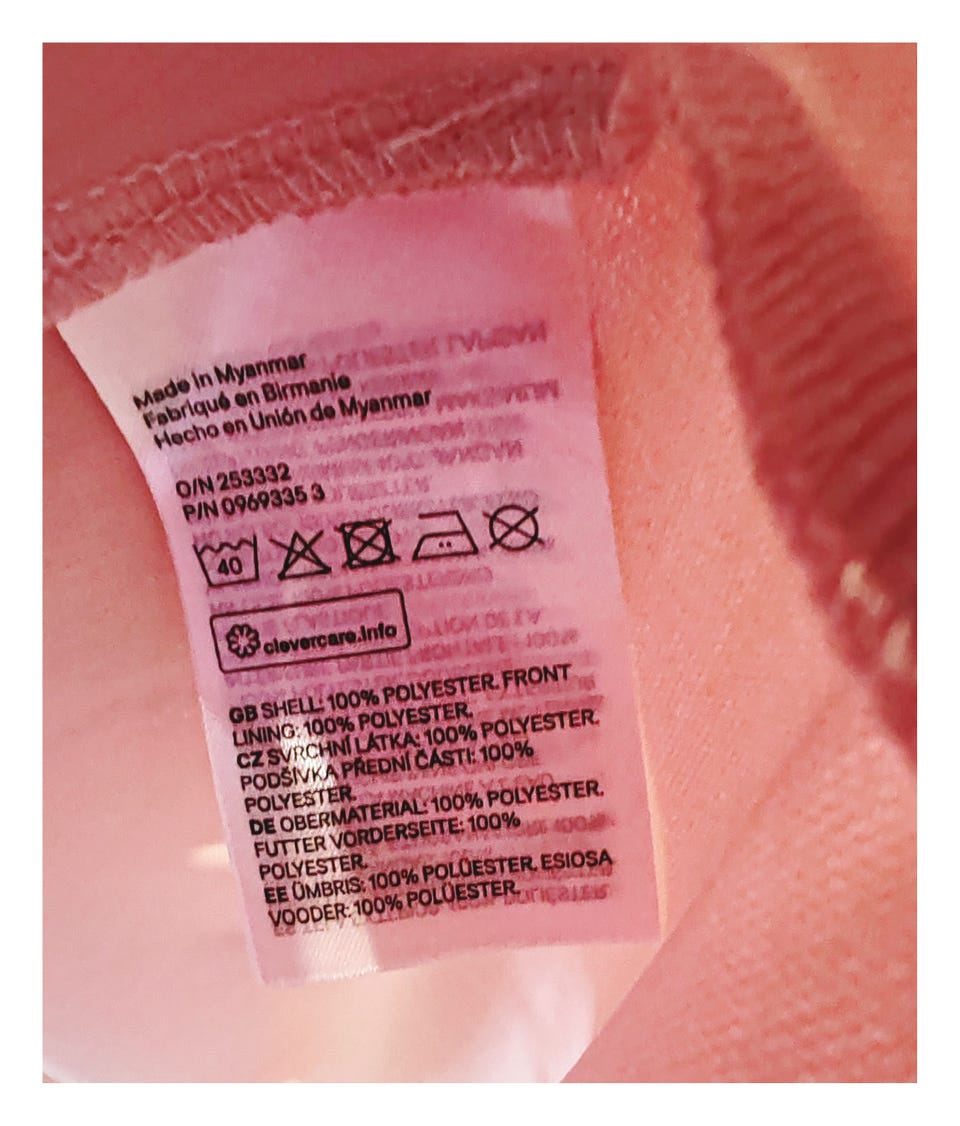 Made in Myanmar
Fabriqué en Birmanie
Hecho en Unión de Myanmar
O/N 253332
P/N 0969335 3
40
clevercare.info
GB SHELL: 100% POLYESTER. FRONT
LINING: 100% POLYESTER.
CZ SVRCHNÍ LÁTKA: 100% POLYESTER.
PODŠÍVKA PŘEDNÍ ČÁSTI: 100%
POLYESTER.
DE OBERMATERIAL: 100% POLYESTER.
FUTTER VORDERSEITE: 100%
POLYESTER.
EE ÜMBRIS: 100% POLÜESTER. ESIOSA
VOODER: 100% POLÜESTER.